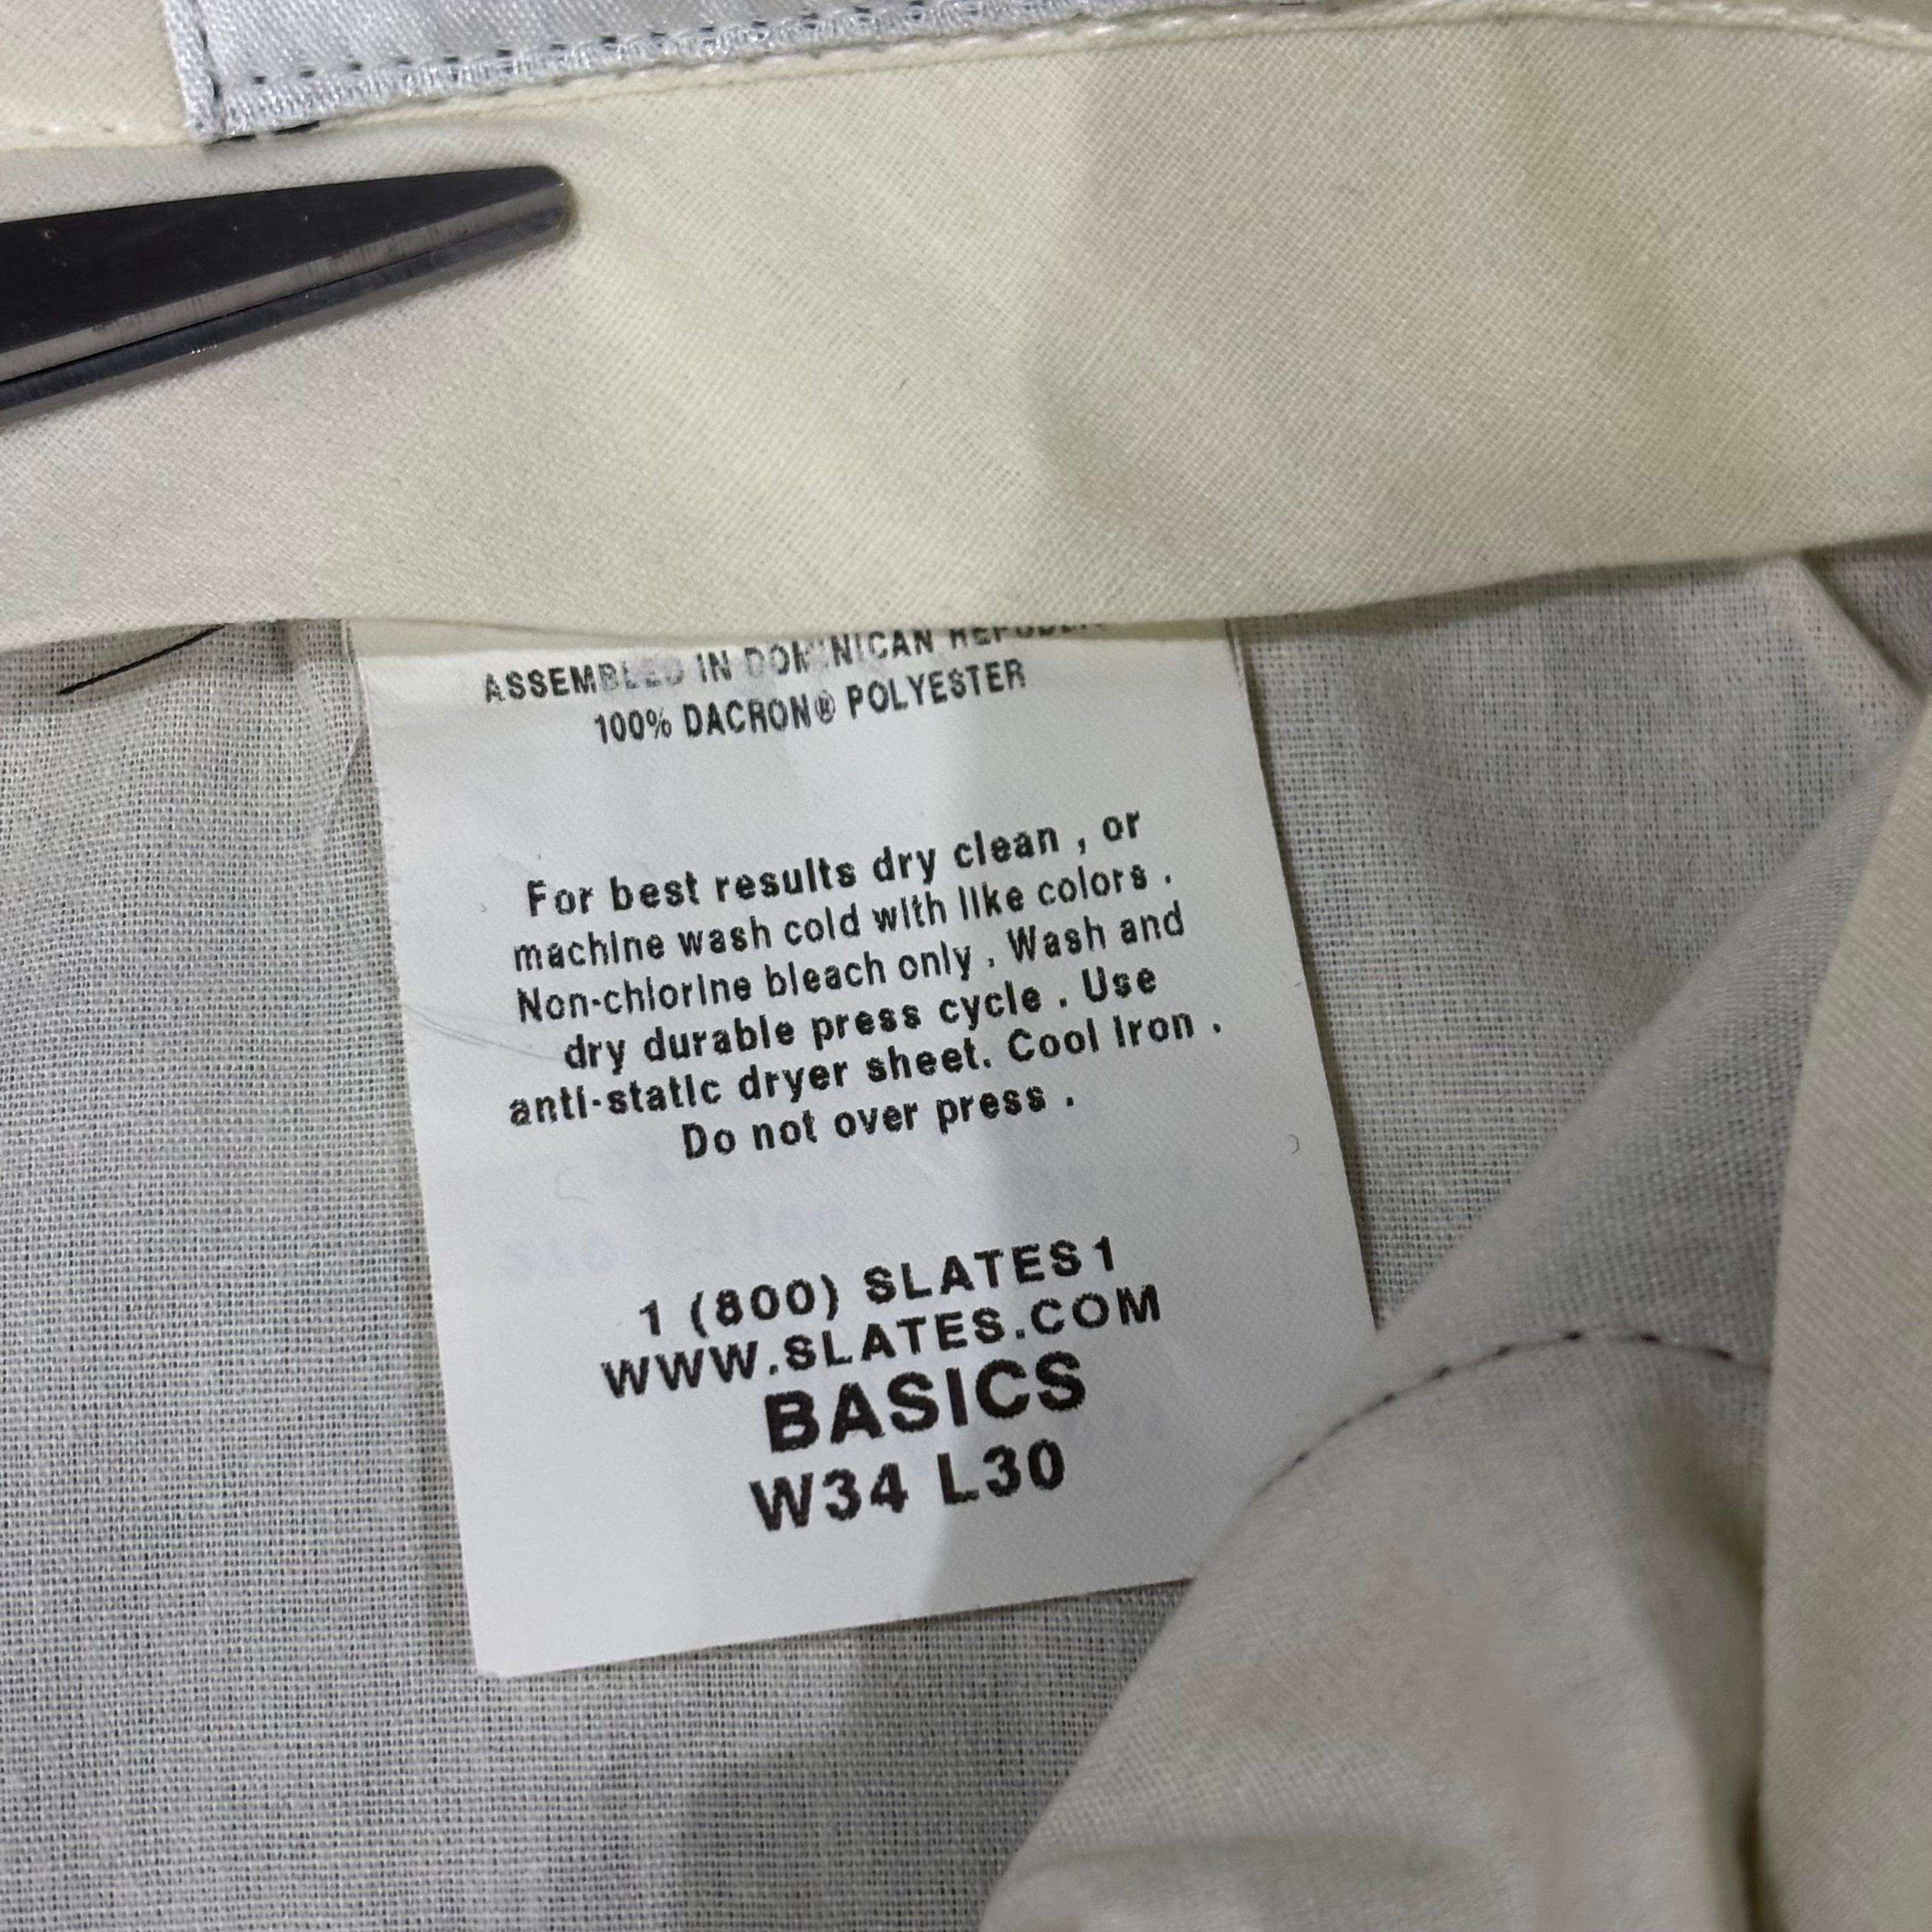 ASSEMBLED IN DOMINICAN REPUBLIC
100% DACRON® POLYESTER
For best results dry clean , or
machine wash cold with like colors .
Non-chlorine bleach only . Wash and
dry durable press cycle . Use
anti-static dryer sheet. Cool Iron .
Do not over press .
1 (800) SLATES1
WWW.SLATES.COM
BASICS
W34 L30